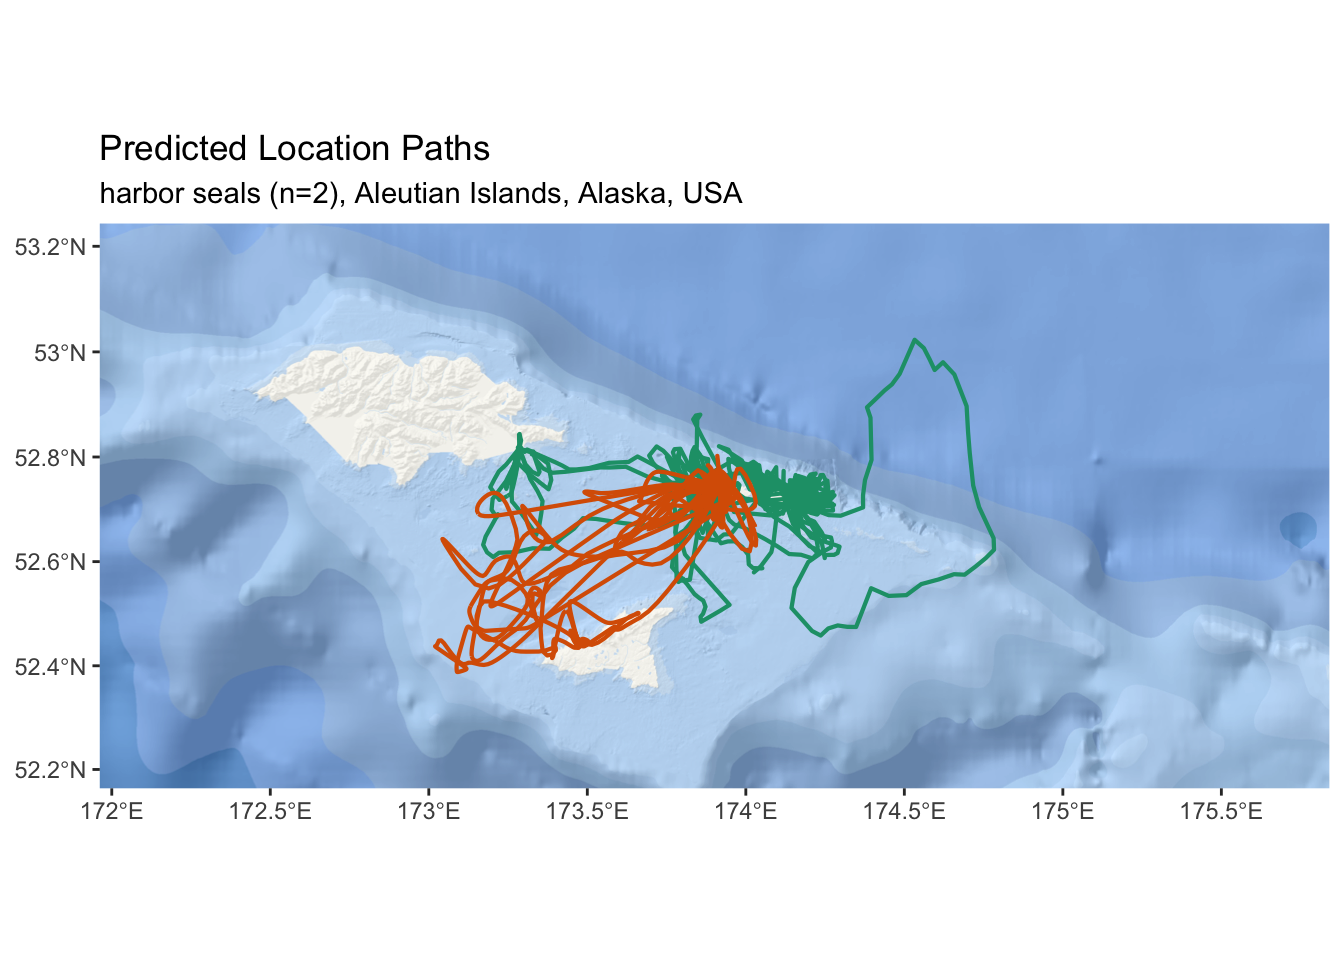 Predicted Location Paths
harbor seals (n=2), Aleutian Islands, Alaska, USA
53.2°N
53°N
52.8°N
52.6°N
52.4°N
52.2°N
172°E 172.5°E 173°E 173.5°E 174°E 174.5°E 175°E 175.5°E